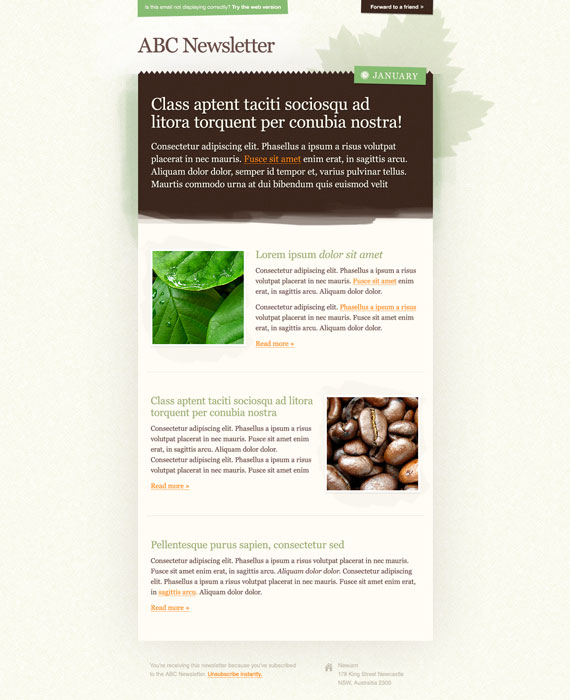 Is this email not displaying correctly? Try the web version
Forward to a friend >
ABC Newsletter
JANUARY
Class aptent taciti sociosqu ad
litora torquent per conubia nostra!
Consectetur adipiscing elit. Phasellus a ipsum a risus volutpat
placerat in nec mauris. Fusce sit amet enim erat, in sagittis arcu.
Aliquam dolor dolor, semper id tempor et, varius pulvinar tellus.
Maurtis commodo urna at dui bibendum quis euismod velit
Lorem ipsum dolor sit amet
Consectetur adipiscing elit. Phasellus a ipsum a risus
volutpat placerat in nec mauris. Fusce sit amet enim
erat, in sagittis arcu. Aliquam dolor dolor.
Consectetur adipiscing elit. Phasellus a ipsum a risus
volutpat placerat in nec mauris. Fusce sit amet enim
erat, in sagittis arcu. Aliquam dolor dolor.
Read more »
Class aptent taciti sociosqu ad litora
torquent per conubia nostra
Consectetur adipiscing elit. Phasellus a ipsum a risus
volutpat placerat in nec mauris. Fusce sit amet enim
erat, in sagittis arcu. Aliquam dolor dolor.
Consectetur adipiscing elit. Phasellus a ipsum a risus
volutpat placerat in nec mauris. Fusce sit amet enim
Read more »
Pellentesque purus sapien, consectetur sed
Consectetur adipiscing elit. Phasellus a ipsum a risus volutpat placerat in nec mauris.
Fusce sit amet enim erat, in sagittis arcu. Aliquam dolor dolor. Consectetur adipiscing
elit. Phasellus a ipsum a risus volutpat placerat in nec mauris. Fusce sit amet enim erat,
in sagittis arcu. Aliquam dolor dolor.
Read more »
You're receiving this newsletter because you've subscribed
to the ABC Newsletter. Unsubscribe instantly.
Newism
178 King Street Newcastle
NSW, Australia 2300